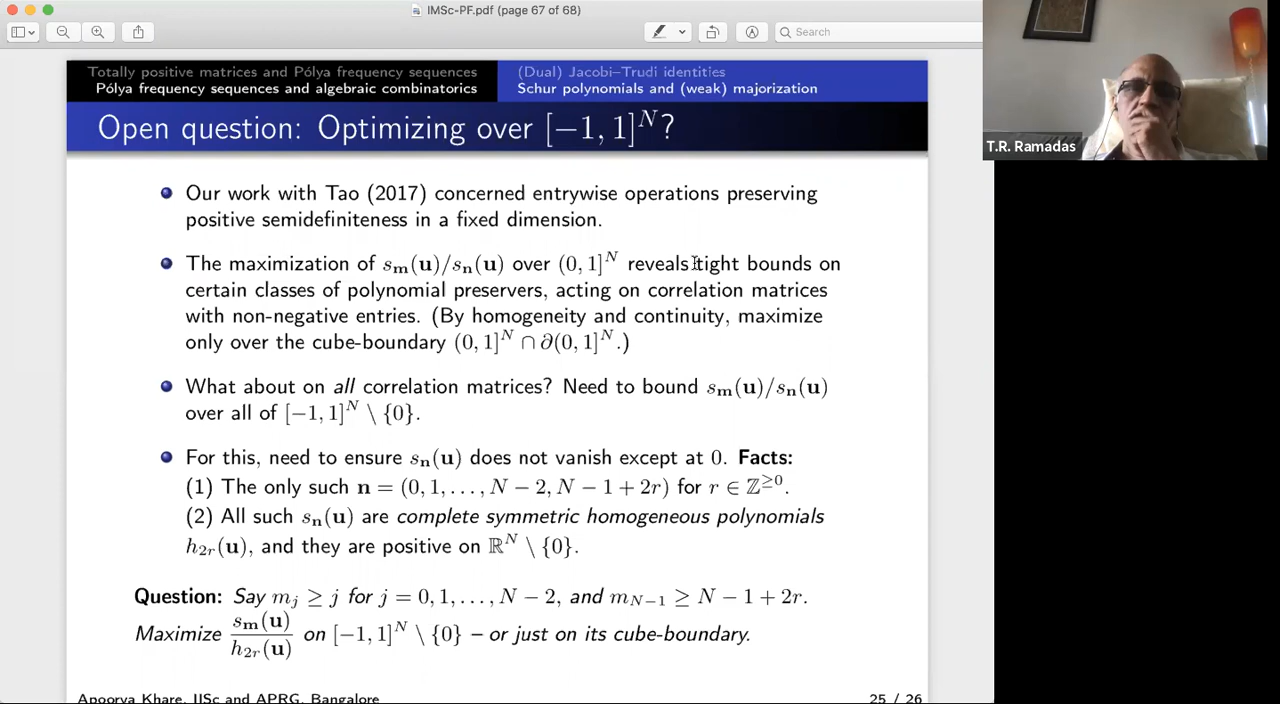 IMSc-PF.pdf (page 67 of 68)
Search
Totally positive matrices and Pólya frequency sequences
Pólya frequency sequences and algebraic combinatorics
(Dual) Jacobi–Trudi identities
Schur polynomials and (weak) majorization
Open question: Optimizing over [−1, 1]^N?
Our work with Tao (2017) concerned entrywise operations preserving
positive semidefiniteness in a fixed dimension.
The maximization of s_m(u)/s_n(u) over (0, 1]^N reveals tight bounds on
certain classes of polynomial preservers, acting on correlation matrices
with non-negative entries. (By homogeneity and continuity, maximize
only over the cube-boundary (0, 1]^N ∩ ∂(0, 1]^N.)
What about on all correlation matrices? Need to bound s_m(u)/s_n(u)
over all of [−1, 1]^N \ {0}.
For this, need to ensure s_n(u) does not vanish except at 0. Facts:
(1) The only such n = (0, 1, . . . , N − 2, N − 1 + 2r) for r ∈ ℤ^≥0.
(2) All such s_n(u) are complete symmetric homogeneous polynomials
h_2r(u), and they are positive on ℝ^N \ {0}.
Question: Say m_j ≥ j for j = 0, 1, . . . , N − 2, and m_N−1 ≥ N − 1 + 2r.
Maximize s_m(u)/h_2r(u) on [−1, 1]^N \ {0} – or just on its cube-boundary.
Apoorva Khare, IISc and APRG, Bangalore
25 / 26
T.R. Ramadas